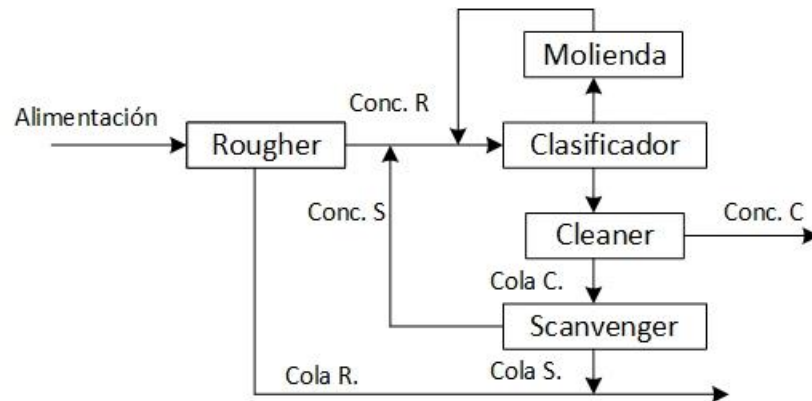 Molienda
Conc. R
Alimentación
Rougher
Clasificador
Conc. S
Cleaner
Conc. C
Cola C.
Scanvenger
Cola R.
Cola S.